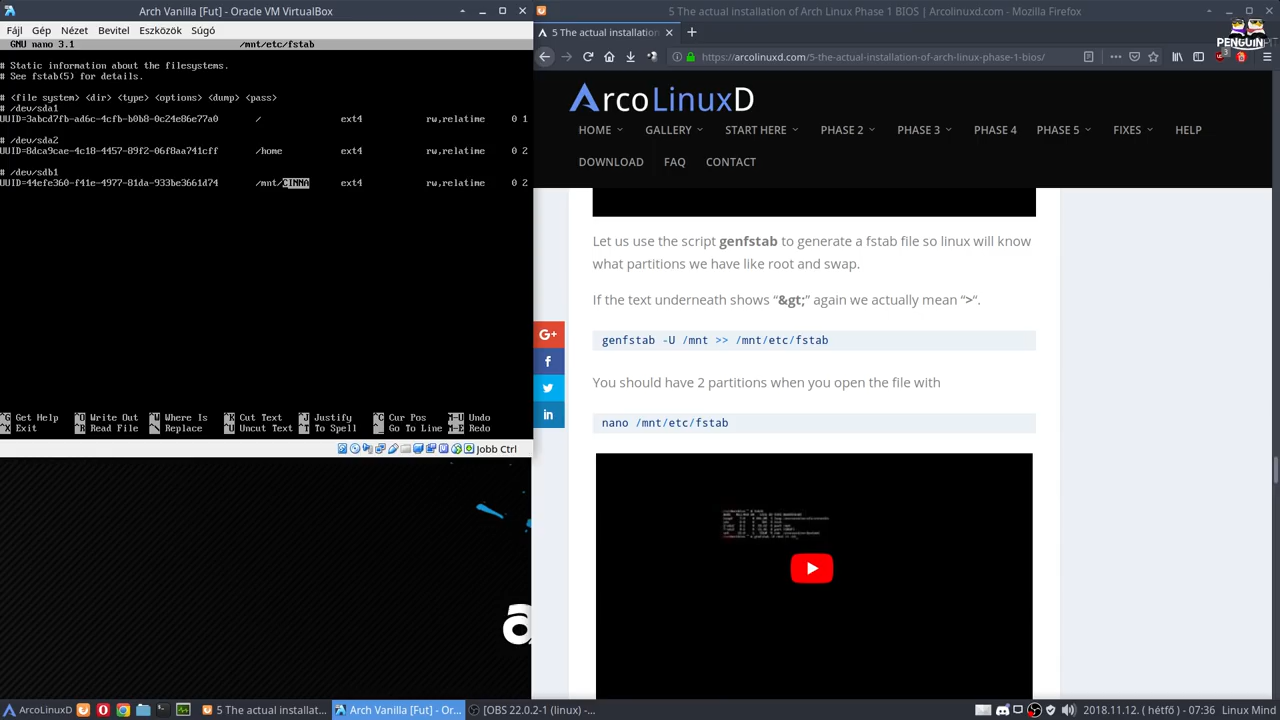 Arch Vanilla [Fut] - Oracle VM VirtualBox
Fájl Gép Nézet Bevitel Eszközök Súgó
GNU nano 3.1 /mnt/etc/fstab
# Static information about the filesystems.
# See fstab(5) for details.
# <file system> <dir> <type> <options> <dump> <pass>
# /dev/sda1
UUID=3abcd7fb-ad6c-4cfb-b0b8-0c24e86e77a0 / ext4 rw,relatime 0 1
# /dev/sda2
UUID=8dca9cae-4c18-4457-89f2-06f8aa741cff /home ext4 rw,relatime 0 2
# /dev/sdb1
UUID=44efe360-f41e-4977-81da-933be3661d74 /mnt/CINNA ext4 rw,relatime 0 2
^G Get Help ^O Write Out ^W Where Is ^K Cut Text ^J Justify ^C Cur Pos M-U Undo
^X Exit ^R Read File ^\ Replace ^U Uncut Text ^T To Spell ^_ Go To Line M-E Redo
Jobb Ctrl
a
5 The actual installation of Arch Linux Phase 1 BIOS | Arcolinuxd.com - Mozilla Firefox
5 The actual installation
PENGUIN
https://arcolinuxd.com/5-the-actual-installation-of-arch-linux-phase-1-bios/
3
ArcoLinuxD
HOME GALLERY START HERE PHASE 2 PHASE 3 PHASE 4 PHASE 5 FIXES HELP
DOWNLOAD FAQ CONTACT
Let us use the script genfstab to generate a fstab file so linux will know
what partitions we have like root and swap.
If the text underneath shows “&gt;” again we actually mean “>“.
genfstab -U /mnt >> /mnt/etc/fstab
You should have 2 partitions when you open the file with
nano /mnt/etc/fstab
G+
f
in
ArcoLinuxD 5 The actual installat... Arch Vanilla [Fut] - Or... [OBS 22.0.2-1 (linux) -... 2018.11.12. ( hétfő ) - 07:36 Linux Mind